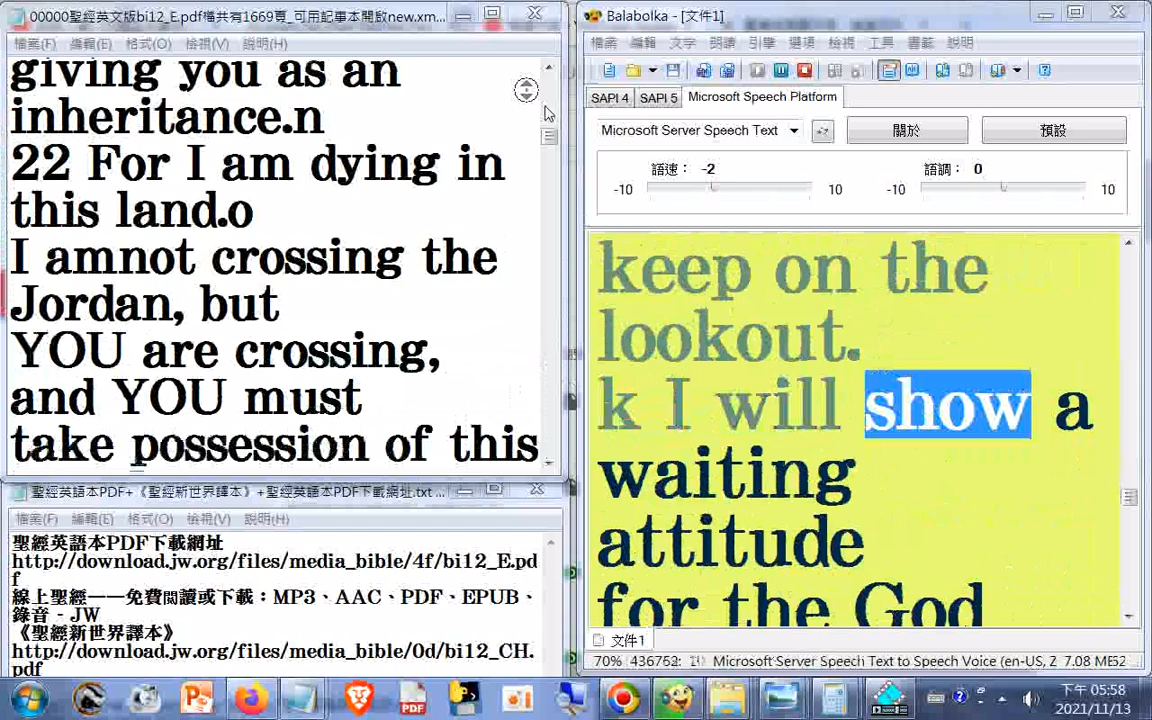 00000聖經英文版bi12_E.pdf檔共有1669頁_可用記事本開啟new.xm...
檔案(F) 編輯(E) 格式(O) 檢視(V) 說明(H)
giving you as an
inheritance.n
22 For I am dying in
this land.o
I amnot crossing the
Jordan, but
YOU are crossing,
and YOU must
take possession of this
聖經英語本PDF+《聖經新世界譯本》+聖經英語本PDF下載網址.txt ...
檔案(F) 編輯(E) 格式(O) 檢視(V) 說明(H)
聖經英語本PDF下載網址
http://download.jw.org/files/media_bible/4f/bi12_E.pd
f
線上聖經——免費閱讀或下載：MP3、AAC、PDF、EPUB、
錄音 - JW
《聖經新世界譯本》
http://download.jw.org/files/media_bible/0d/bi12_CH.
pdf
Balabolka - [文件1]
檔案 編輯 文字 朗讀 引擎 選項 檢視 工具 書籤 說明
SAPI 4 SAPI 5 Microsoft Speech Platform
Microsoft Server Speech Text 關於 預設
語速： -2 語調： 0
-10 10 -10 10
keep on the
lookout.
k I will show a
waiting
attitude
for the God
文件1
70% 436752: Microsoft Server Speech Text to Speech Voice (en-US, Z 7.08 ME52
下午 05:58
2021/11/13